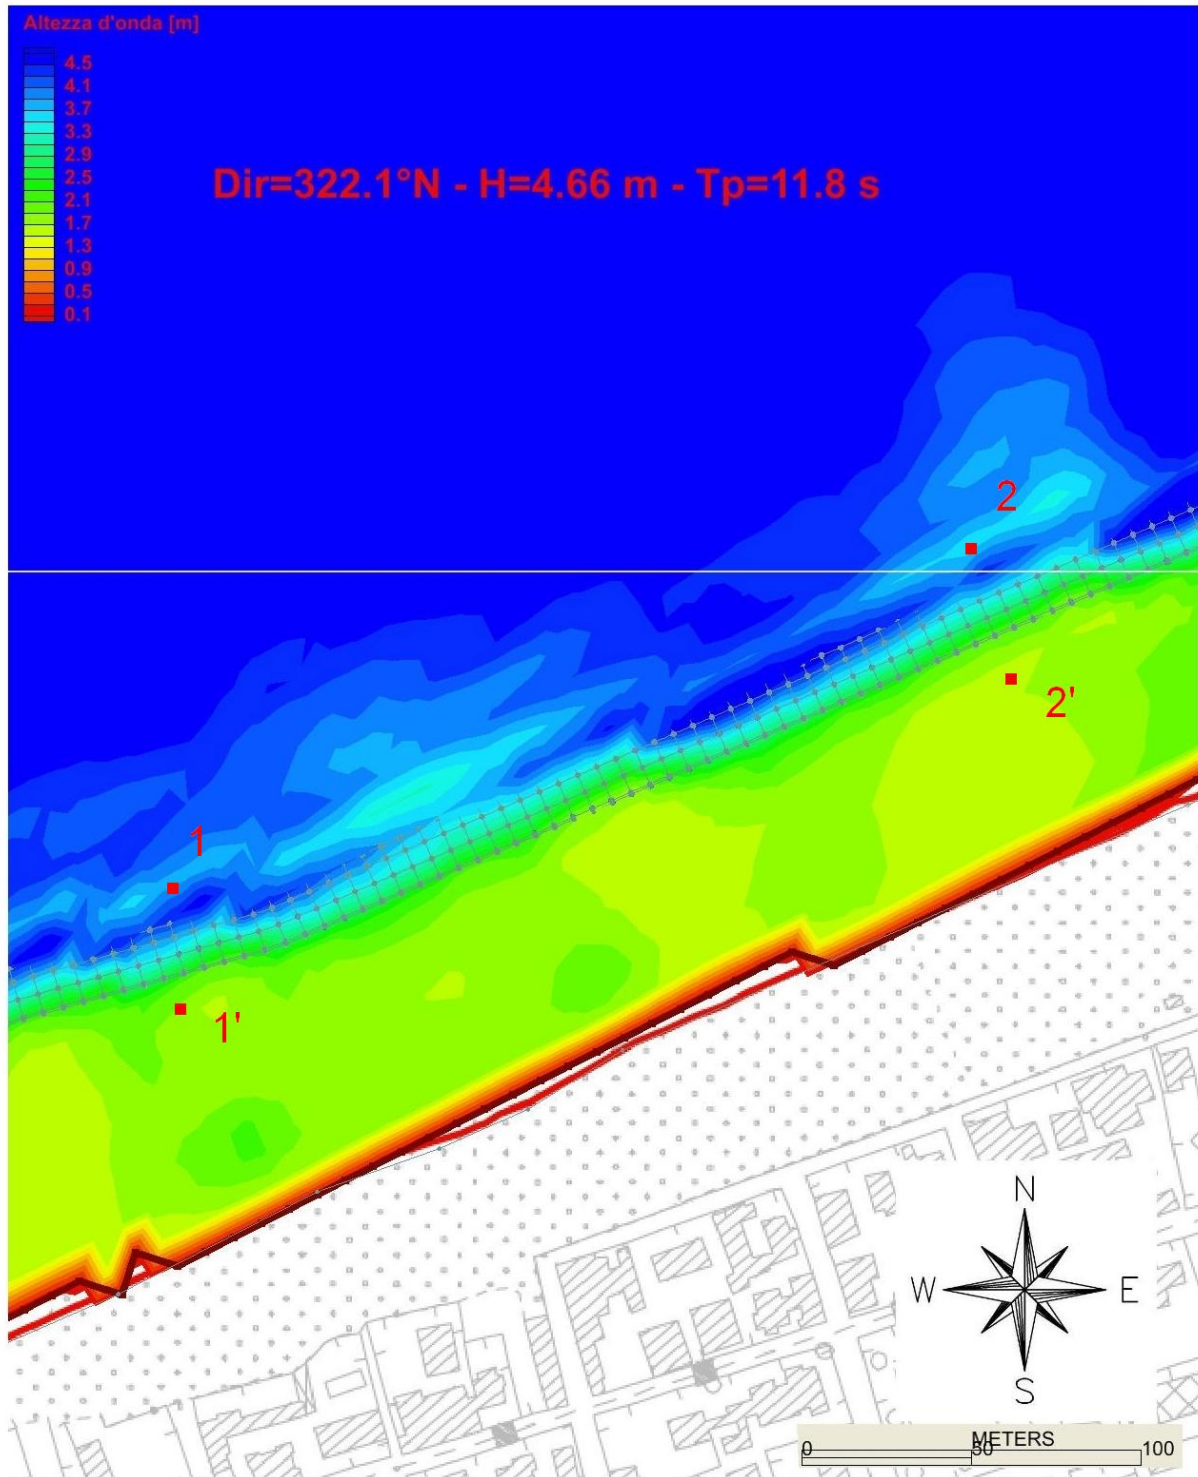 Altezza d'onda [m]
4.5
4.1
3.7
3.3
2.9
2.5
2.1
1.7
1.3
0.9
0.5
0.1
Dir=322.1°N - H=4.66 m - Tp=11.8 s
2
2'
1
1'
N
W E
S
METERS
0 50 100